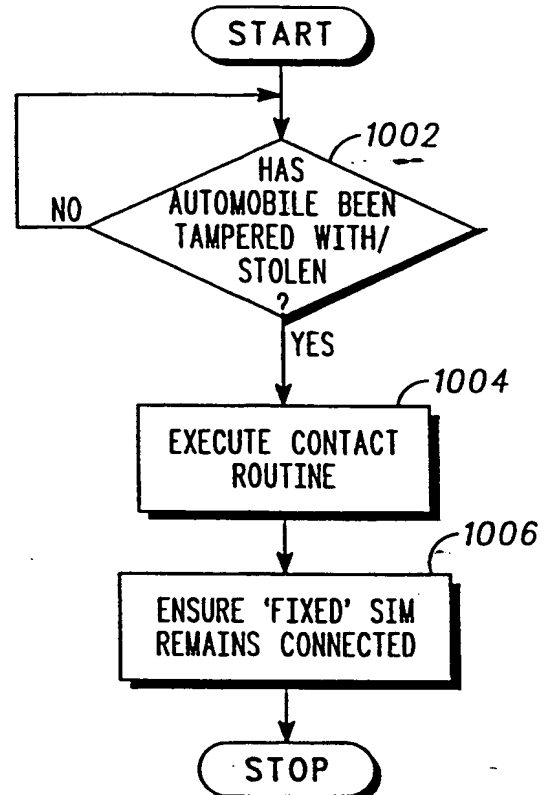 START
1002
HAS
AUTOMOBILE BEEN
TAMPERED WITH/
STOLEN
?
NO
YES
1004
EXECUTE CONTACT
ROUTINE
1006
ENSURE 'FIXED' SIM
REMAINS CONNECTED
STOP